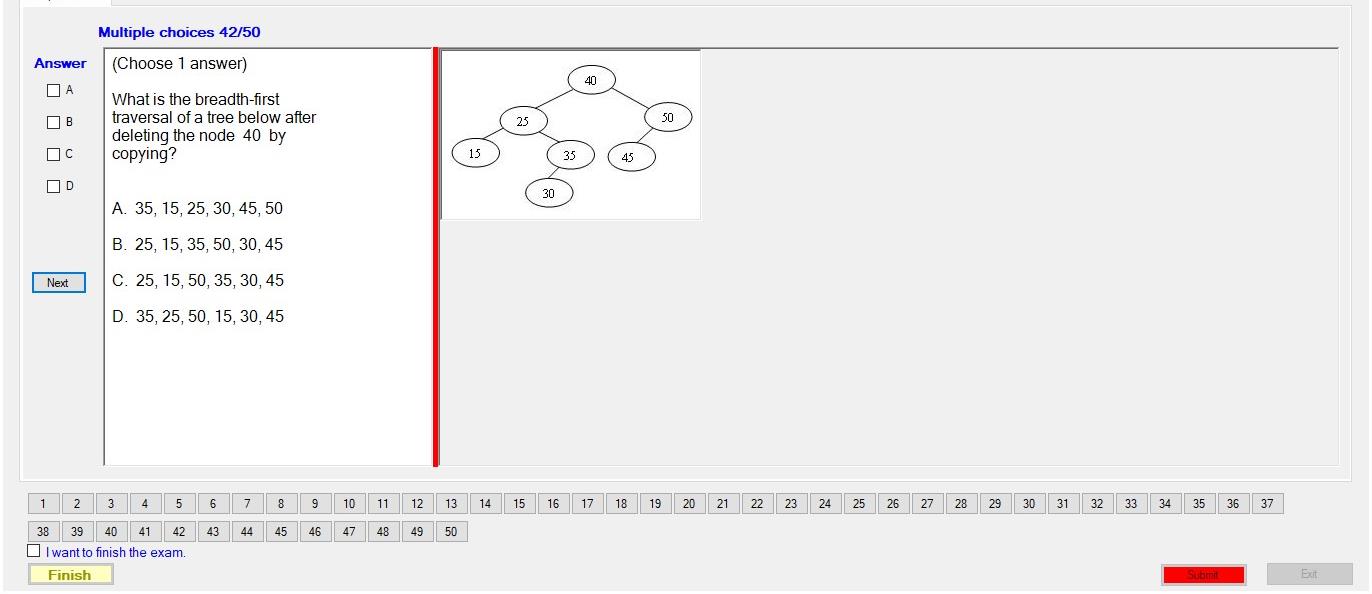 Multiple choices 42/50
Answer
A
B
C
D
Next
(Choose 1 answer)
What is the breadth-first
traversal of a tree below after
deleting the node 40 by
copying?
A. 35, 15, 25, 30, 45, 50
B. 25, 15, 35, 50, 30, 45
C. 25, 15, 50, 35, 30, 45
D. 35, 25, 50, 15, 30, 45
40
25
50
15
35
45
30
1 2 3 4 5 6 7 8 9 10 11 12 13 14 15 16 17 18 19 20 21 22 23 24 25 26 27 28 29 30 31 32 33 34 35 36 37
38 39 40 41 42 43 44 45 46 47 48 49 50
I want to finish the exam.
Finish
Submit
Exit